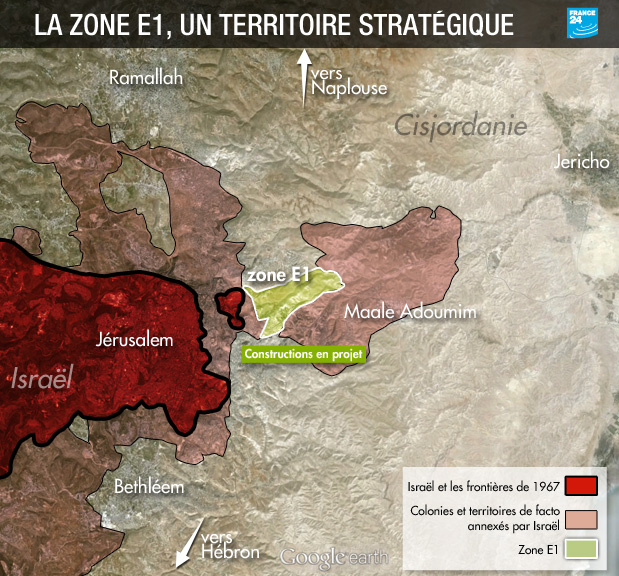 LA ZONE E1, UN TERRITOIRE STRATÉGIQUE
FRANCE
24
Ramallah
vers
Naplouse
Cisjordanie
Jericho
zone E1
Maale Adoumim
Jérusalem
Constructions en projet
Israël
Bethléem
vers
Hébron
Google earth
Israël et les frontières de 1967
Colonies et territoires de facto
annexés par Israël
Zone E1